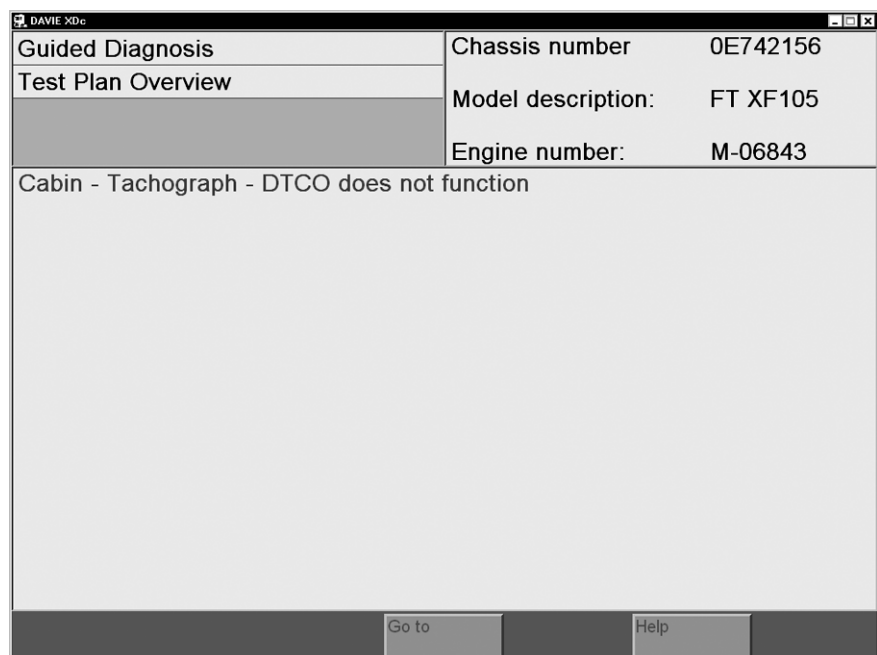 DAVIE XDc
Guided Diagnosis
Test Plan Overview
Chassis number 0E742156
Model description: FT XF105
Engine number: M-06843
Cabin - Tachograph - DTCO does not function
Go to
Help